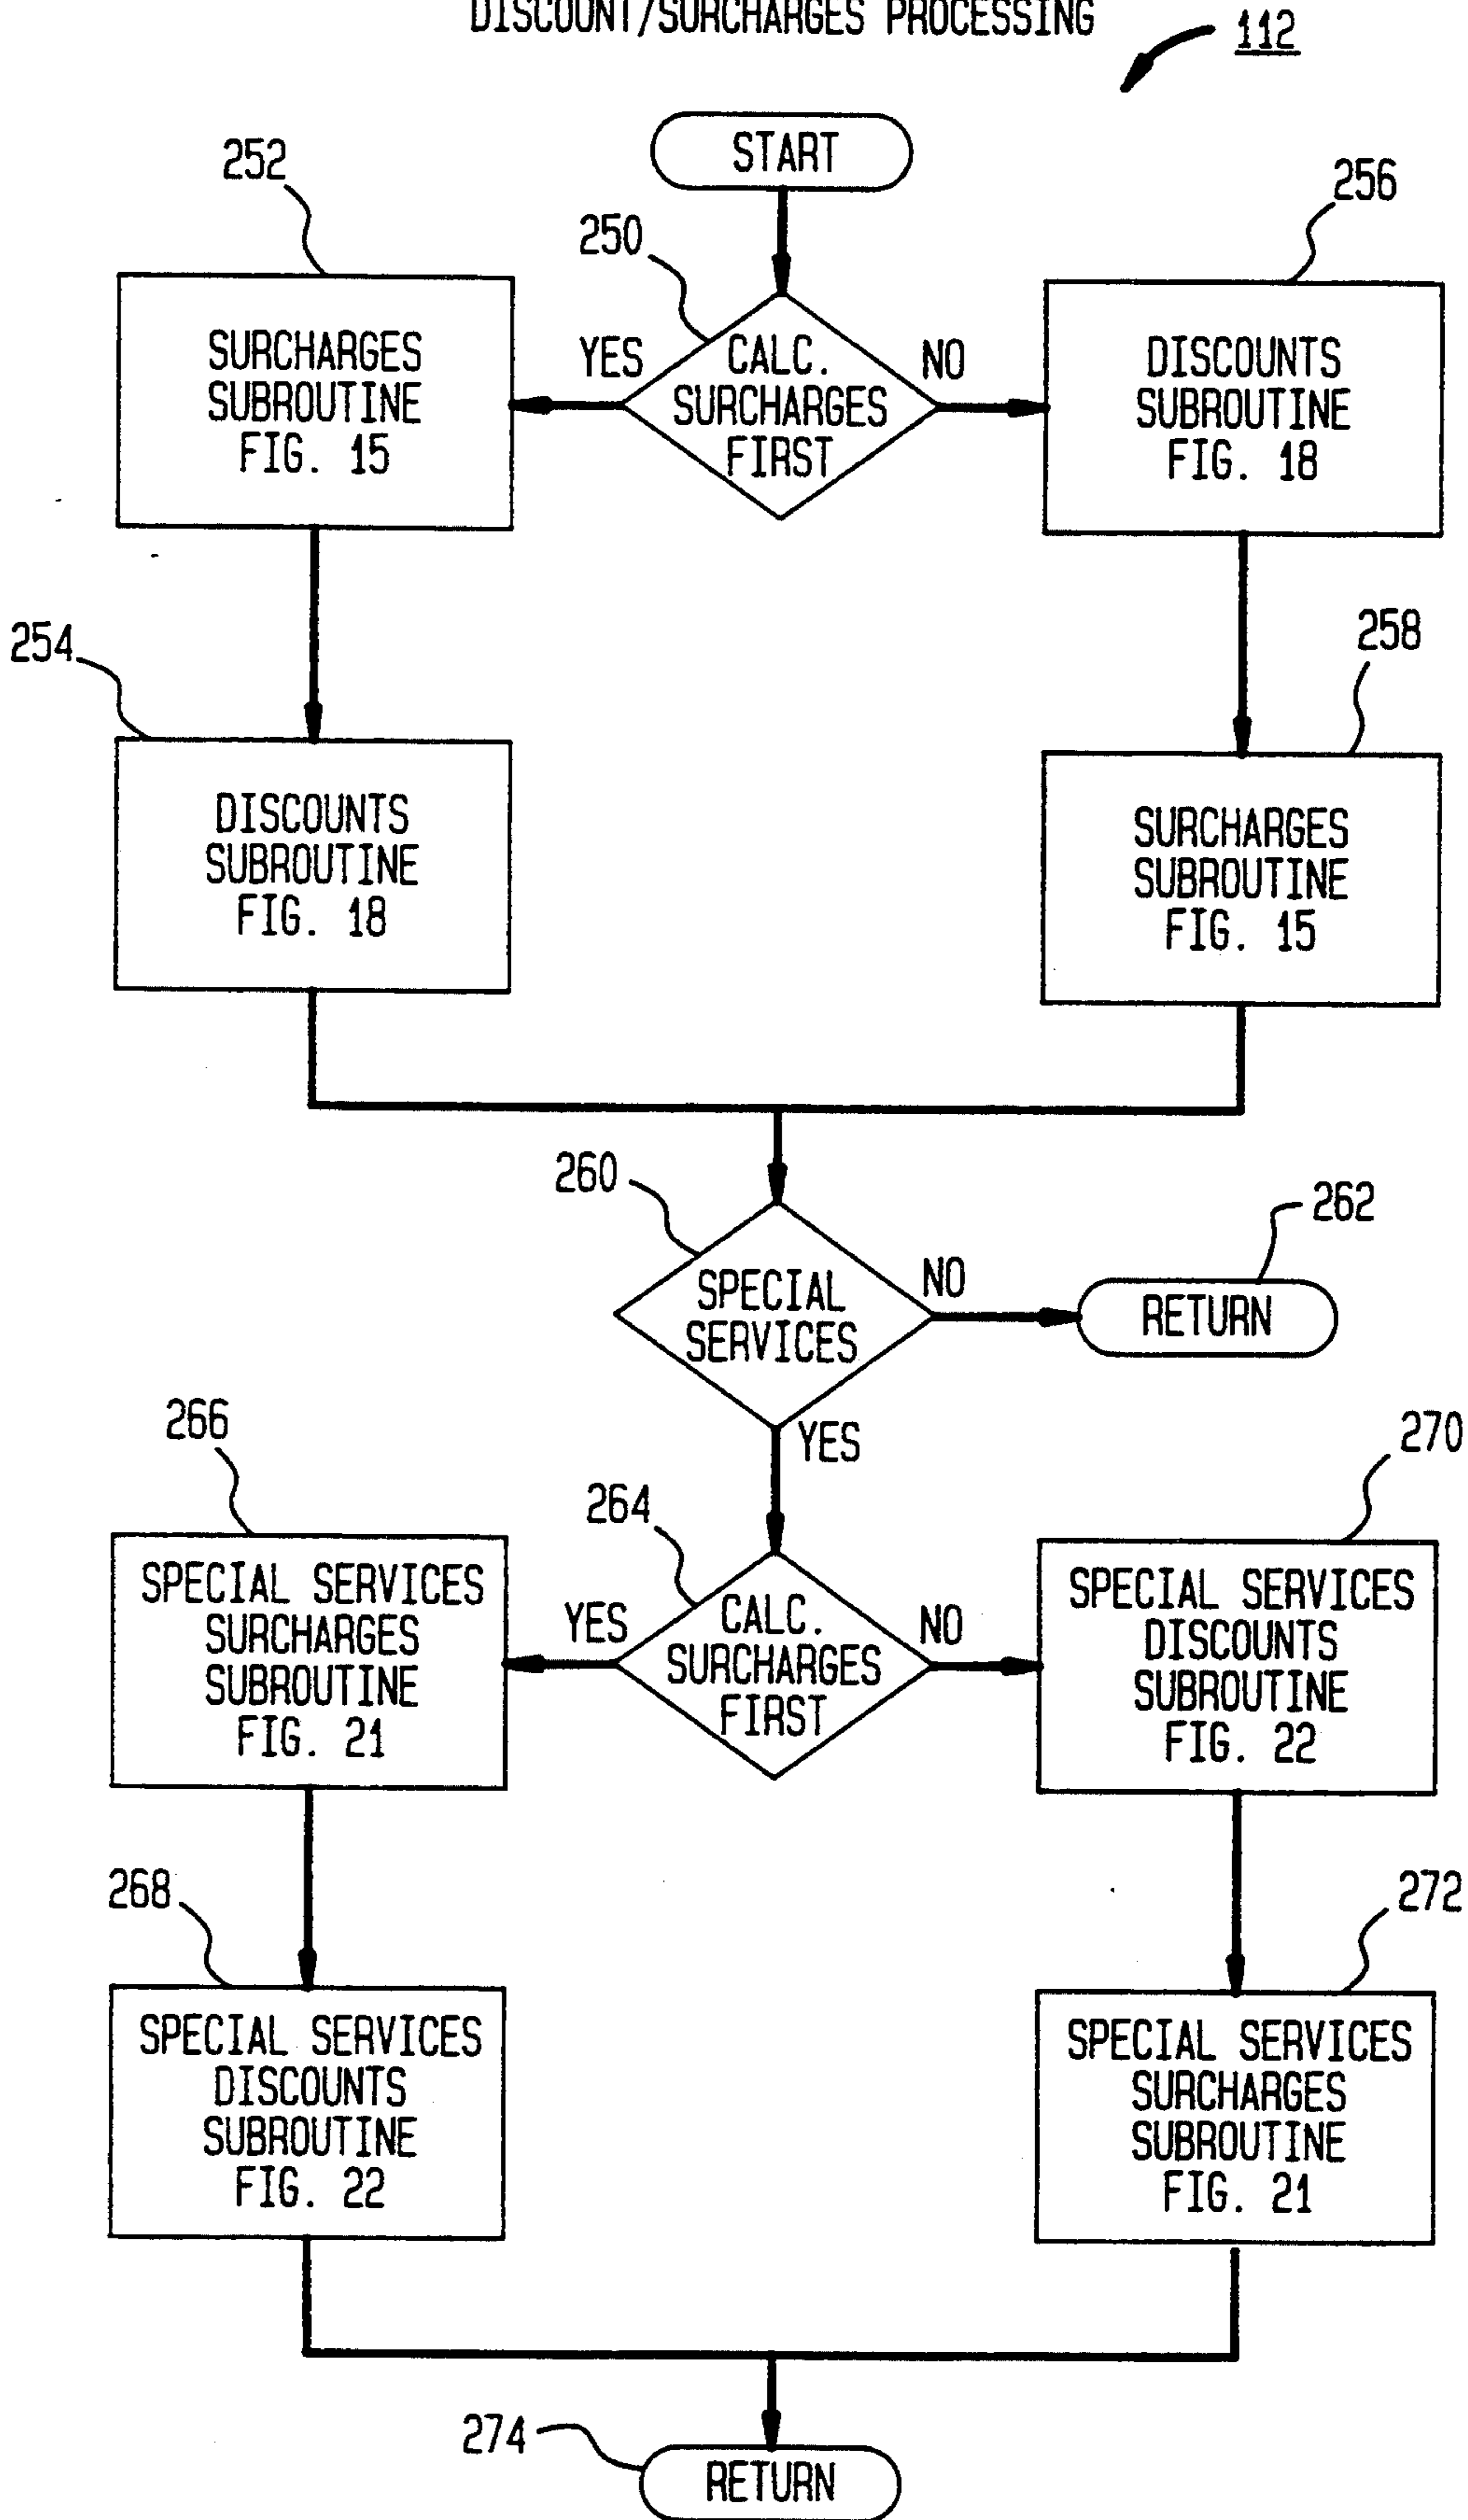 DISCOUNT/SURCHARGES PROCESSING
112
START
252
250
256
SURCHARGES
SUBROUTINE
FIG. 15
YES
CALC.
SURCHARGES
FIRST
NO
DISCOUNTS
SUBROUTINE
FIG. 18
254
258
DISCOUNTS
SUBROUTINE
FIG. 18
SURCHARGES
SUBROUTINE
FIG. 15
260
262
SPECIAL
SERVICES
NO
RETURN
YES
266
264
270
SPECIAL SERVICES
SURCHARGES
SUBROUTINE
FIG. 21
YES
CALC.
SURCHARGES
FIRST
NO
SPECIAL SERVICES
DISCOUNTS
SUBROUTINE
FIG. 22
268
272
SPECIAL SERVICES
DISCOUNTS
SUBROUTINE
FIG. 22
SPECIAL SERVICES
SURCHARGES
SUBROUTINE
FIG. 21
274
RETURN